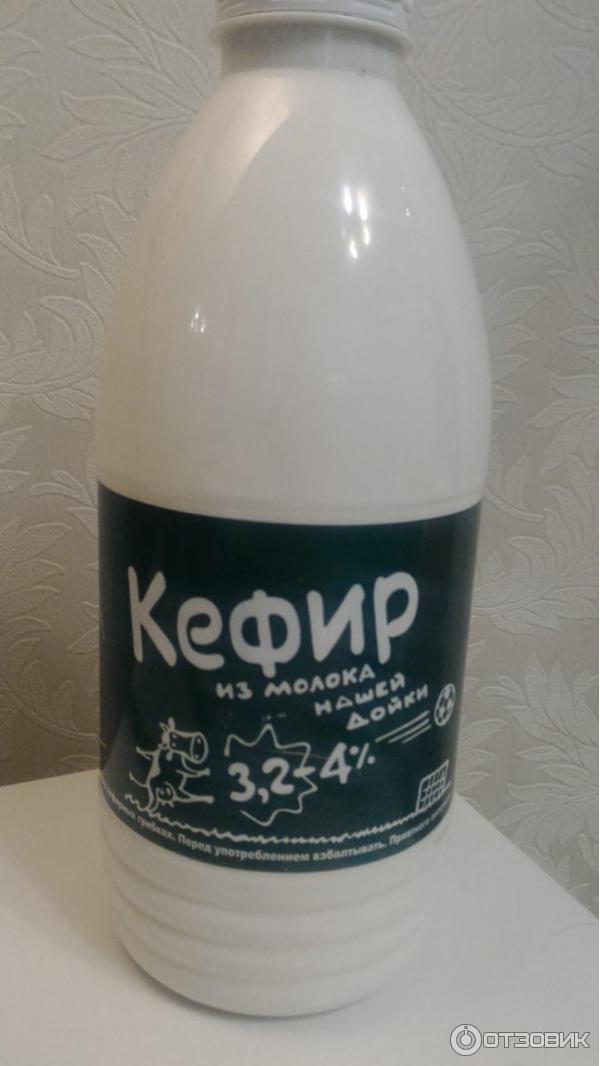 Кефир
из молока
нашей
дойки
3,2-4%
грибках. Перед употреблением взбалтывать. Приятного
ОТЗОВИК